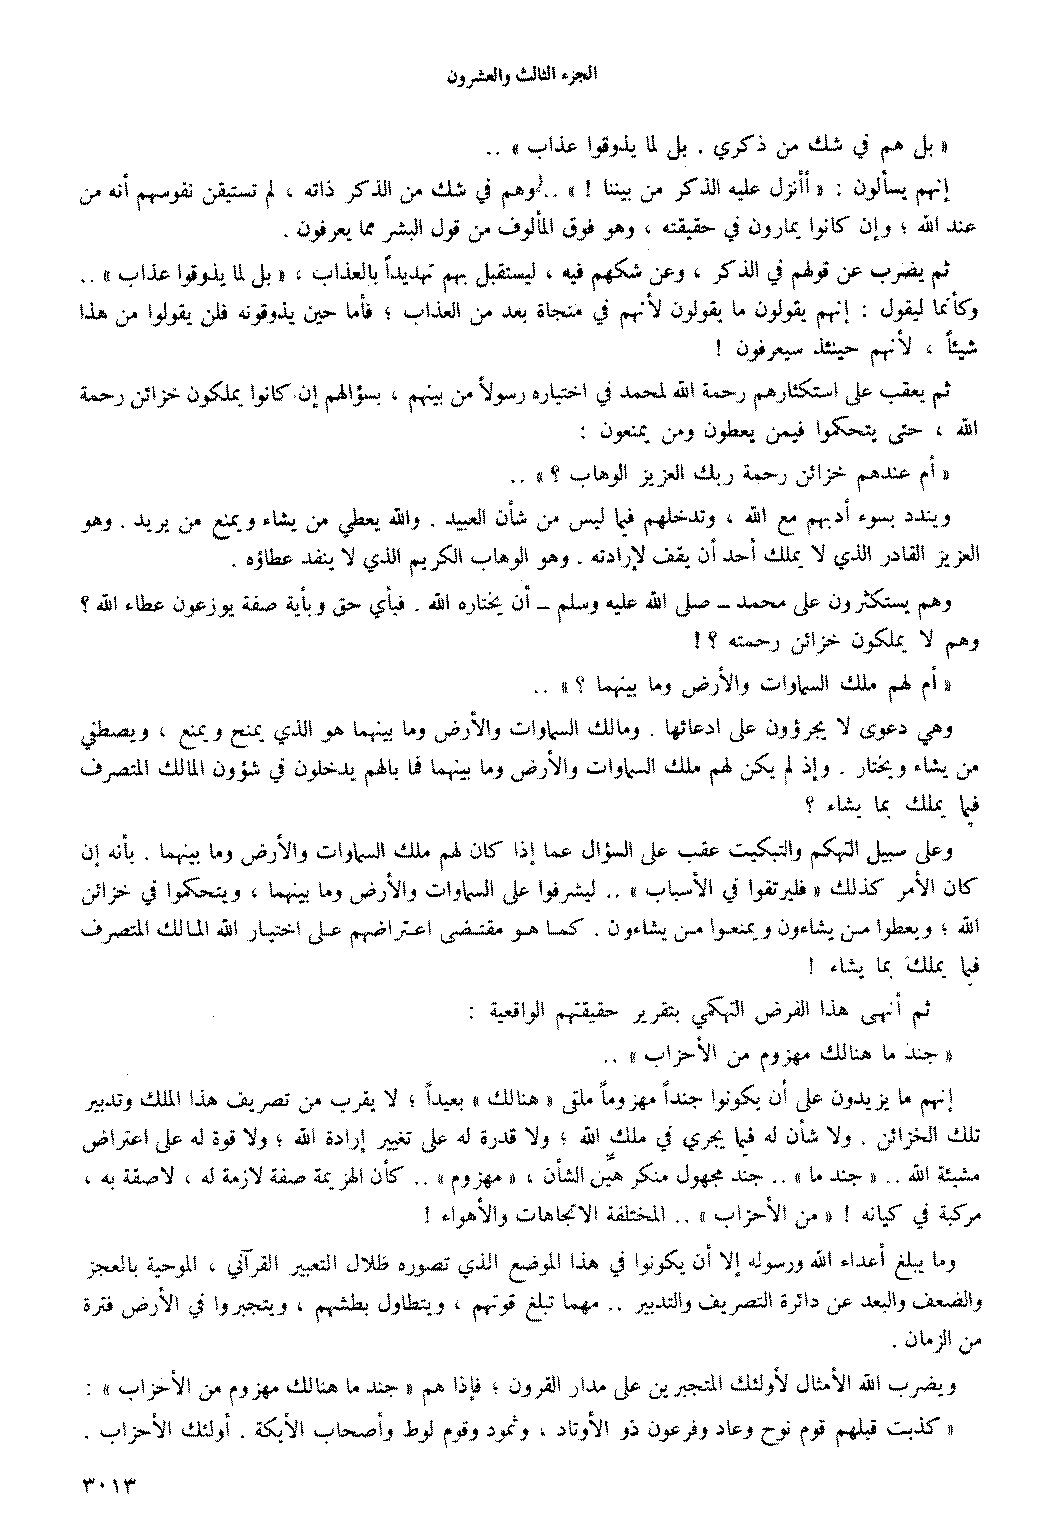 الجزء الثالث والعشرون
« بل هم في شك من ذكري . بل لما يذوقوا عذاب » ..
إنهم يسألون : « أأنزل عليه الذكر من بيننا ! » .. وهم في شك من الذكر ذاته ، لم تستيقن نفوسهم أنه من
عند الله ؛ وإن كانوا يمارون في حقيقته ، وهو فوق المألوف من قول البشر مما يعرفون .
ثم يضرب عن قولهم في الذكر ، وعن شكهم فيه ، ليستقبل بهم تهديداً بالعذاب ، « بل لما يذوقوا عذاب » ..
وكأنما ليقول : إنهم يقولون ما يقولون لأنهم في منجاة بعد من العذاب ؛ فأما حين يذوقونه فلن يقولوا من هذا
شيئاً ، لأنهم حينئذ سيعرفون !
ثم يعقب على استكثارهم رحمة الله لمحمد في اختياره رسولاً من بينهم ، بسؤالهم إن كانوا يملكون خزائن رحمة
الله ، حتى يتحكموا فيمن يعطون ومن يمنعون :
« أم عندهم خزائن رحمة ربك العزيز الوهاب ؟ » ..
ويندد بسوء أدبهم مع الله ، وتدخلهم فيما ليس من شأن العبيد . والله يعطي من يشاء ويمنع من يريد . وهو
العزيز القادر الذي لا يملك أحد أن يقف لإرادته . وهو الوهاب الكريم الذي لا ينفد عطاؤه .
وهم يستكثرون على محمد – صلى الله عليه وسلم – أن يختاره الله . فبأي حق وبأية صفة يوزعون عطاء الله ؟
وهم لا يملكون خزائن رحمته ؟ !
« أم لهم ملك السماوات والأرض وما بينهما ؟ » ..
وهي دعوى لا يجرؤون على ادعائها . ومالك السماوات والأرض وما بينهما هو الذي يمنح ويمنع ، ويصطفي
من يشاء ويختار . وإذ لم يكن لهم ملك السماوات والأرض وما بينهما فما بالهم يدخلون في شؤون المالك المتصرف
فيما يملك بما يشاء ؟
وعلى سبيل التهكم والتبكيت عقب على السؤال عما إذا كان لهم ملك السماوات والأرض وما بينهما . بأنه إن
كان الأمر كذلك « فليرتقوا في الأسباب » .. ليشرفوا على السماوات والأرض وما بينهما ، ويتحكموا في خزائن
الله ؛ ويعطوا من يشاءون ويمنعوا من يشاءون . كما هو مقتضى اعتراضهم على اختيار الله المالك المتصرف
فيما يملك بما يشاء !
ثم أنهى هذا الفرض التهكمي بتقرير حقيقتهم الواقعية :
« جند ما هنالك مهزوم من الأحزاب » ..
إنهم ما يزيدون على أن يكونوا جنداً مهزوماً ملقى « هنالك » بعيداً ؛ لا يقرب من تصريف هذا الملك وتدبير
تلك الخزائن . ولا شأن له فيما يجري في ملك الله ؛ ولا قدرة له على تغيير إرادة الله ؛ ولا قوة له على اعتراض
مشيئة الله .. « جند ما » .. جند مجهول منكر هيّن الشأن ، « مهزوم » .. كأن الهزيمة صفة لازمة له ، لاصقة به ،
مركبة في كيانه ! « من الأحزاب » .. المختلفة الاتجاهات والأهواء !
وما يبلغ أعداء الله ورسوله إلا أن يكونوا في هذا الموضع الذي تصوره ظلال التعبير القرآني ، الموحية بالعجز
والضعف والبعد عن دائرة التصريف والتدبير .. مهما تبلغ قوتهم ، ويتطاول بطشهم ، ويتجبروا في الأرض فترة
من الزمان .
ويضرب الله الأمثال لأولئك المتجبرين على مدار القرون ؛ فإذا هم « جند ما هنالك مهزوم من الأحزاب » :
« كذبت قبلهم قوم نوح وعاد وفرعون ذو الأوتاد ، وثمود وقوم لوط وأصحاب الأيكة . أولئك الأحزاب .
٣٠١٣